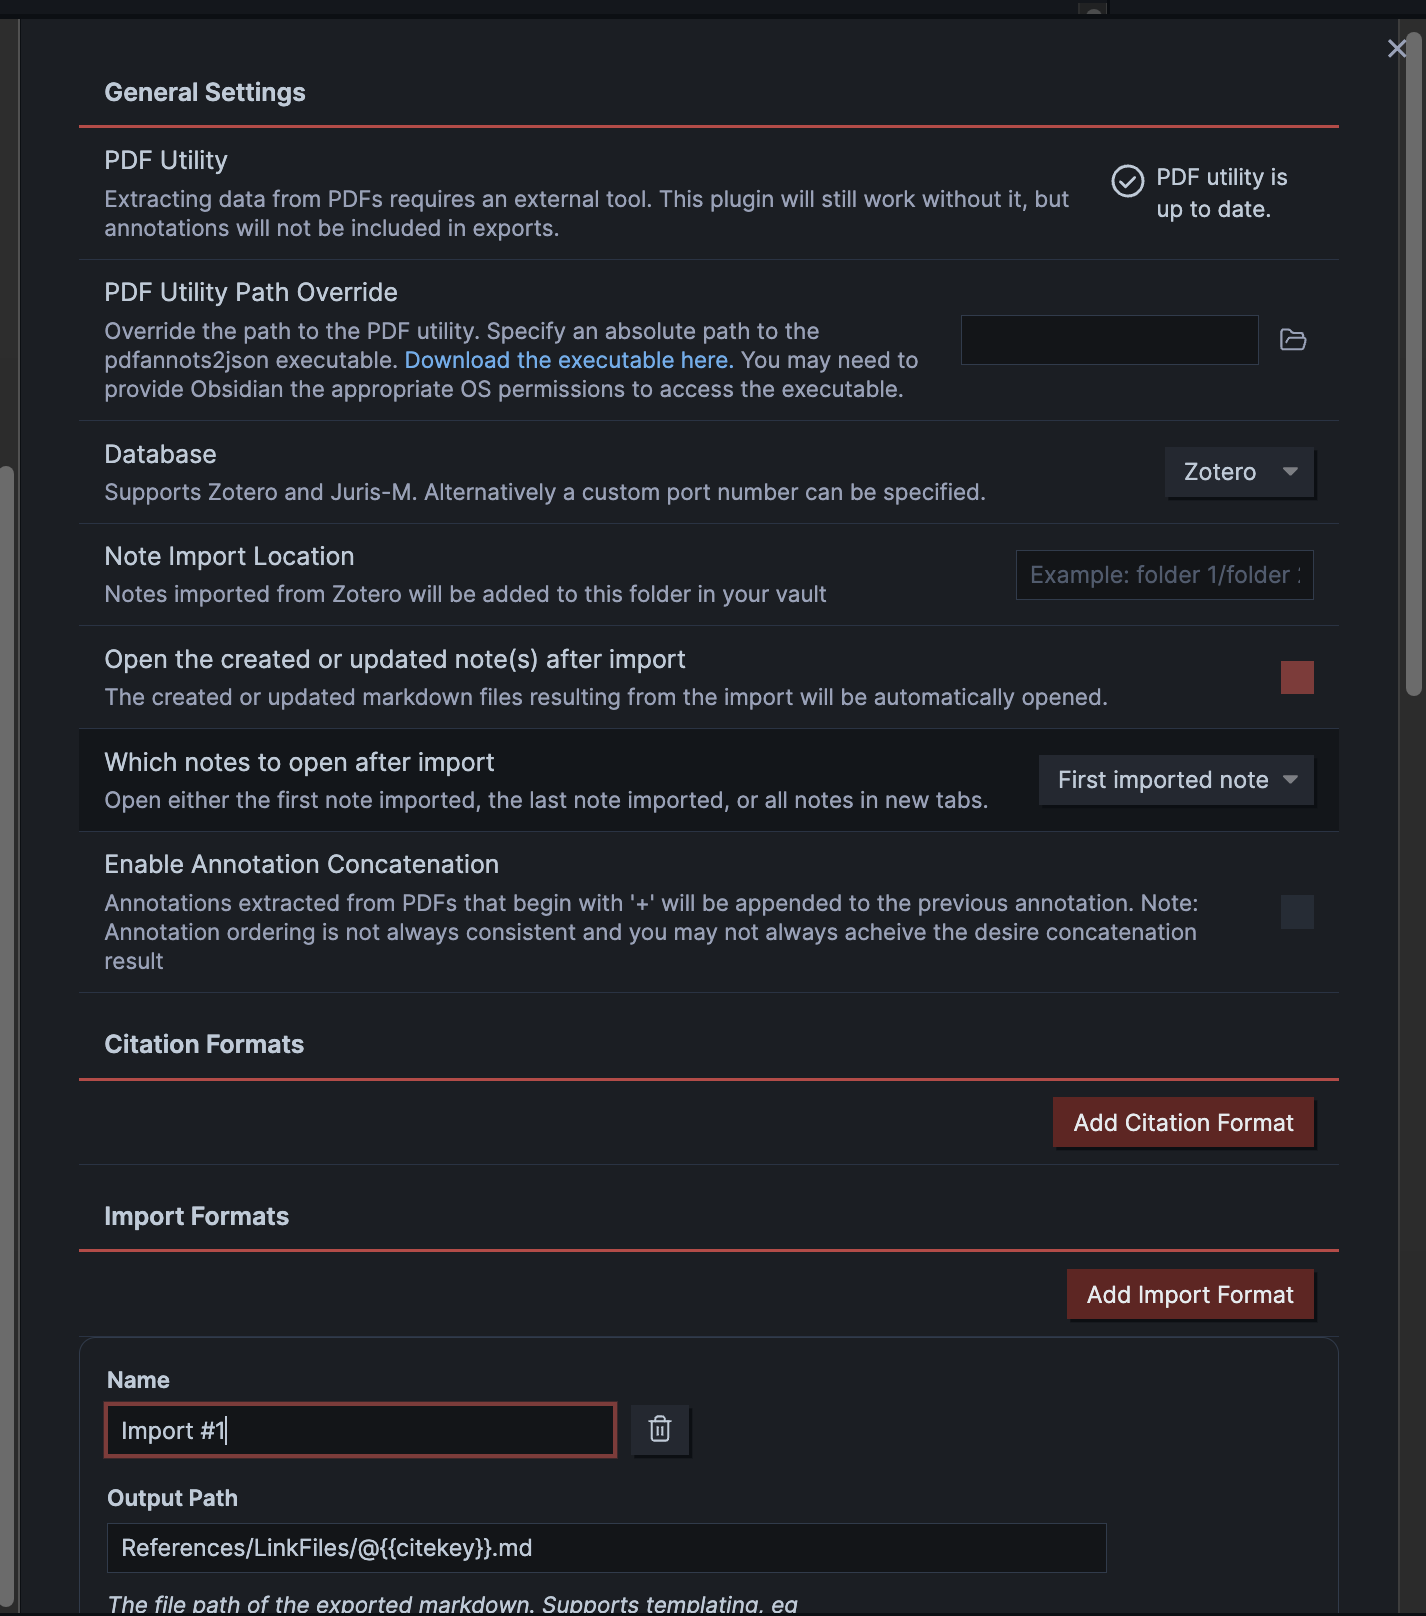 General Settings
PDF Utility
Extracting data from PDFs requires an external tool. This plugin will still work without it, but
annotations will not be included in exports.
PDF utility is
up to date.
PDF Utility Path Override
Override the path to the PDF utility. Specify an absolute path to the
pdfannots2json executable. Download the executable here. You may need to
provide Obsidian the appropriate OS permissions to access the executable.
Database
Supports Zotero and Juris-M. Alternatively a custom port number can be specified.
Zotero
Note Import Location
Notes imported from Zotero will be added to this folder in your vault
Example: folder 1/folder
Open the created or updated note(s) after import
The created or updated markdown files resulting from the import will be automatically opened.
Which notes to open after import
Open either the first note imported, the last note imported, or all notes in new tabs.
First imported note
Enable Annotation Concatenation
Annotations extracted from PDFs that begin with '+' will be appended to the previous annotation. Note:
Annotation ordering is not always consistent and you may not always acheive the desire concatenation
result
Citation Formats
Add Citation Format
Import Formats
Add Import Format
Name
Import #1
Output Path
References/LinkFiles/@{{citekey}}.md
The file path of the exported markdown. Supports templating, eg